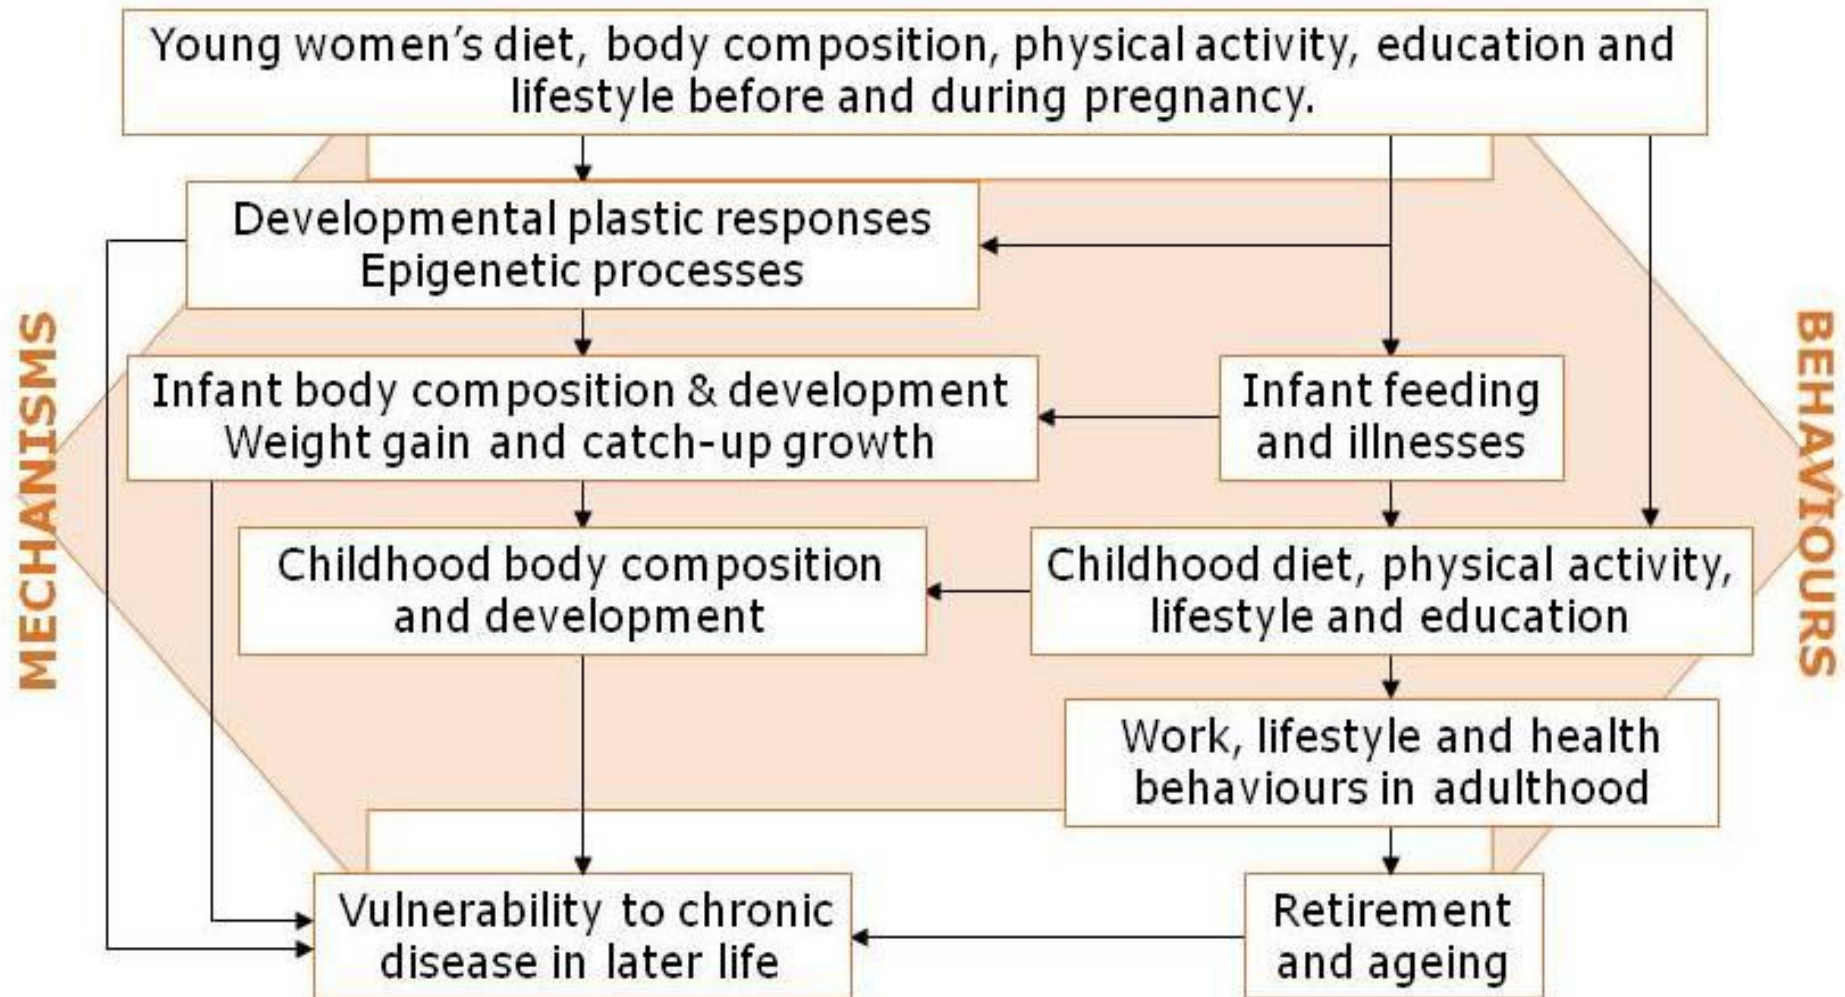 Young women's diet, body composition, physical activity, education and
lifestyle before and during pregnancy.
Developmental plastic responses
Epigenetic processes
MECHANISMS
BEHAVIOURS
Infant body composition & development
Weight gain and catch-up growth
Infant feeding
and illnesses
Childhood body composition
and development
Childhood diet, physical activity,
lifestyle and education
Work, lifestyle and health
behaviours in adulthood
Vulnerability to chronic
disease in later life
Retirement
and ageing